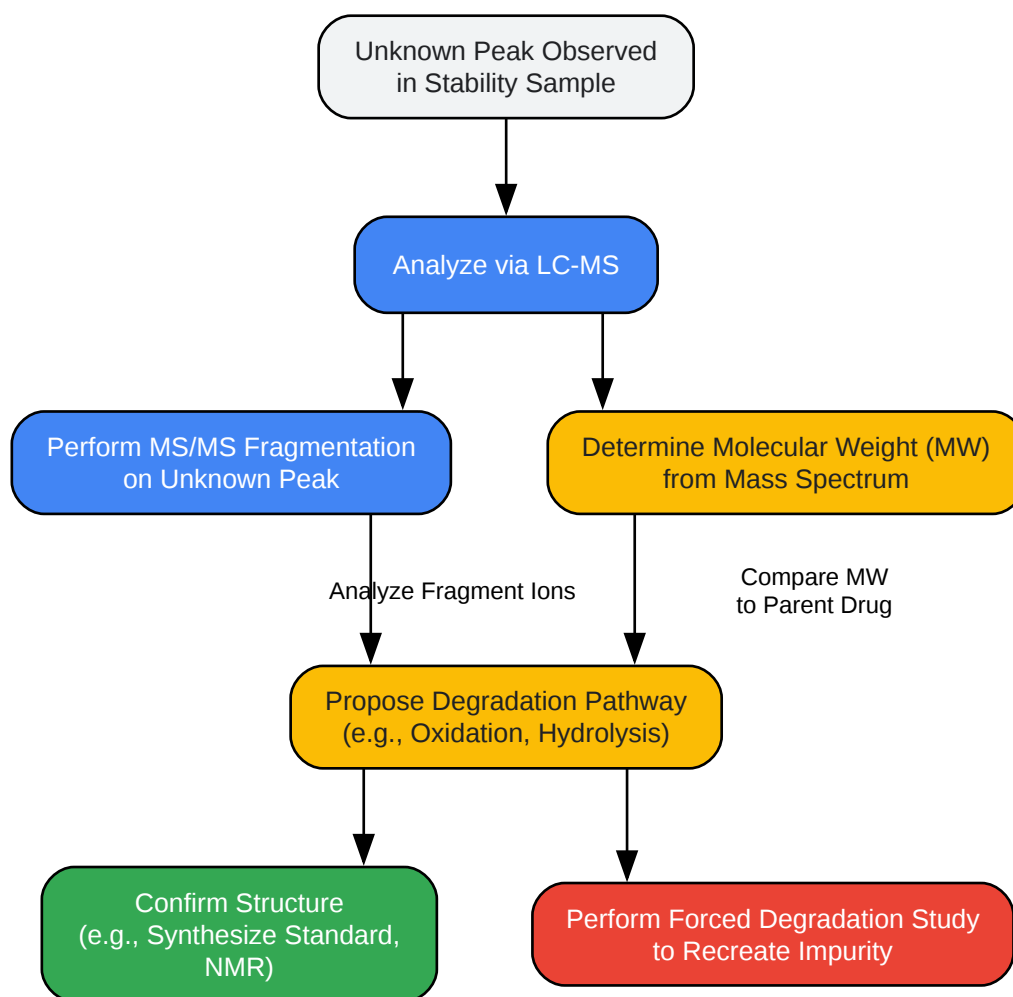 Unknown Peak Observed
in Stability Sample
Analyze via LC-MS
Perform MS/MS Fragmentation
on Unknown Peak
Determine Molecular Weight (MW)
from Mass Spectrum
Analyze Fragment Ions
Compare MW
to Parent Drug
Propose Degradation Pathway
(e.g., Oxidation, Hydrolysis)
Confirm Structure
(e.g., Synthesize Standard,
NMR)
Perform Forced Degradation Study
to Recreate Impurity